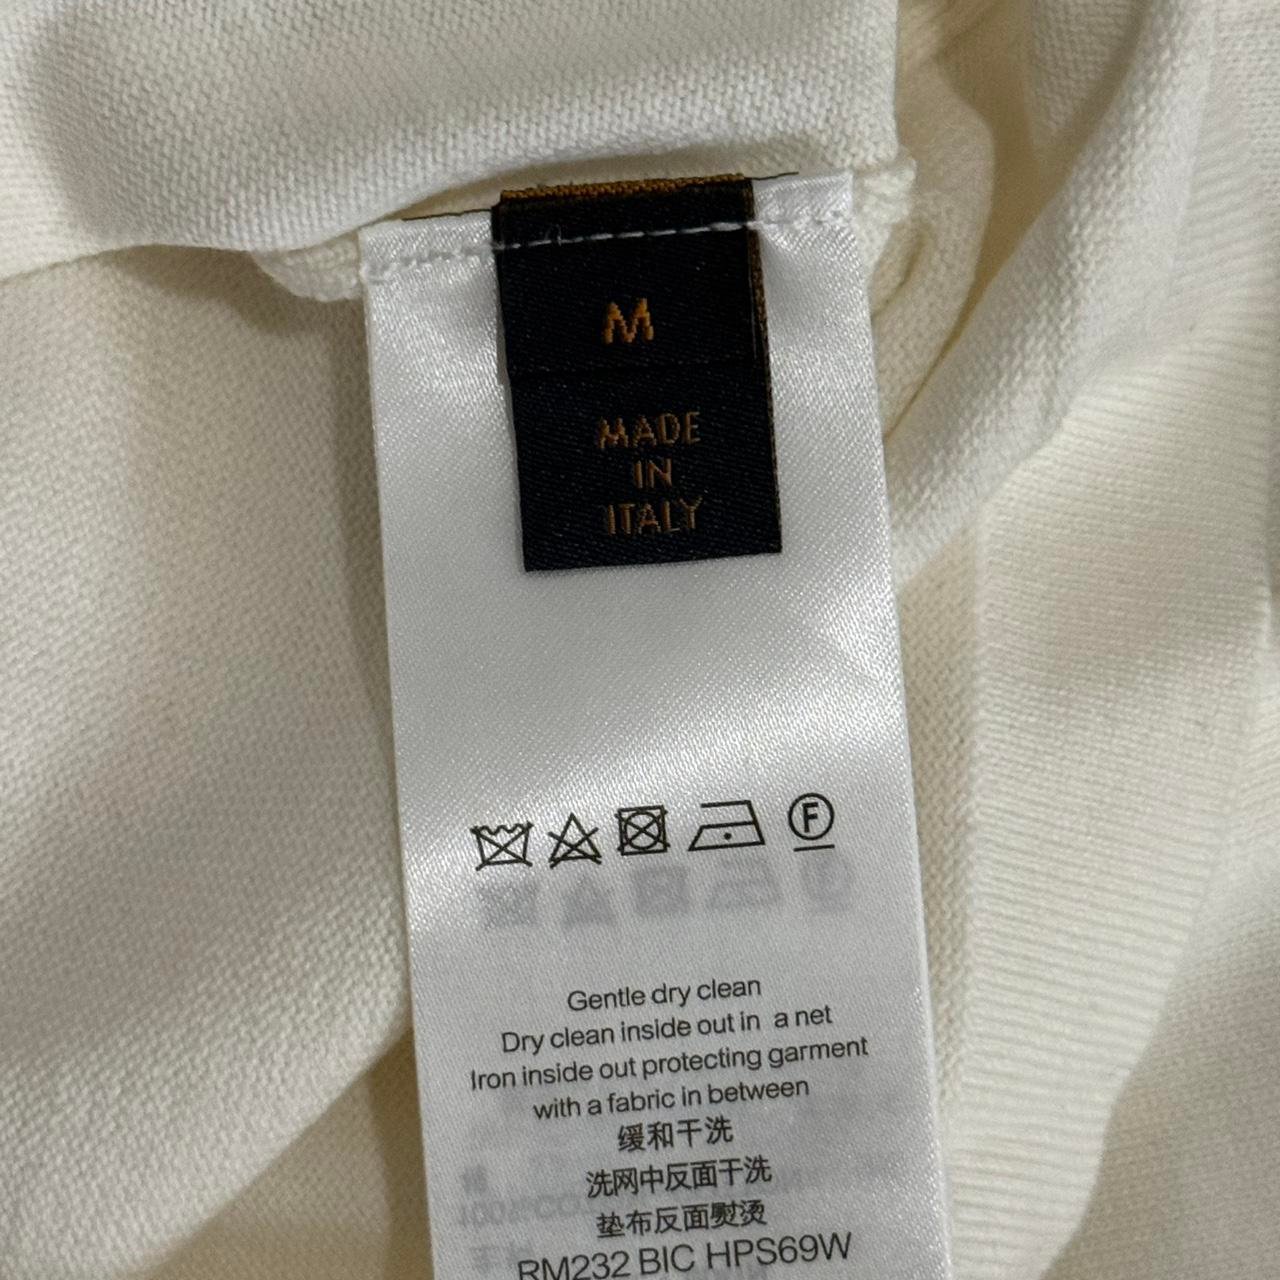 M
MADE
IN
ITALY
F
Gentle dry clean
Dry clean inside out in a net
Iron inside out protecting garment
with a fabric in between
缓和干洗
洗网中反面干洗
垫布反面熨烫
RM232 BIC HPS69W